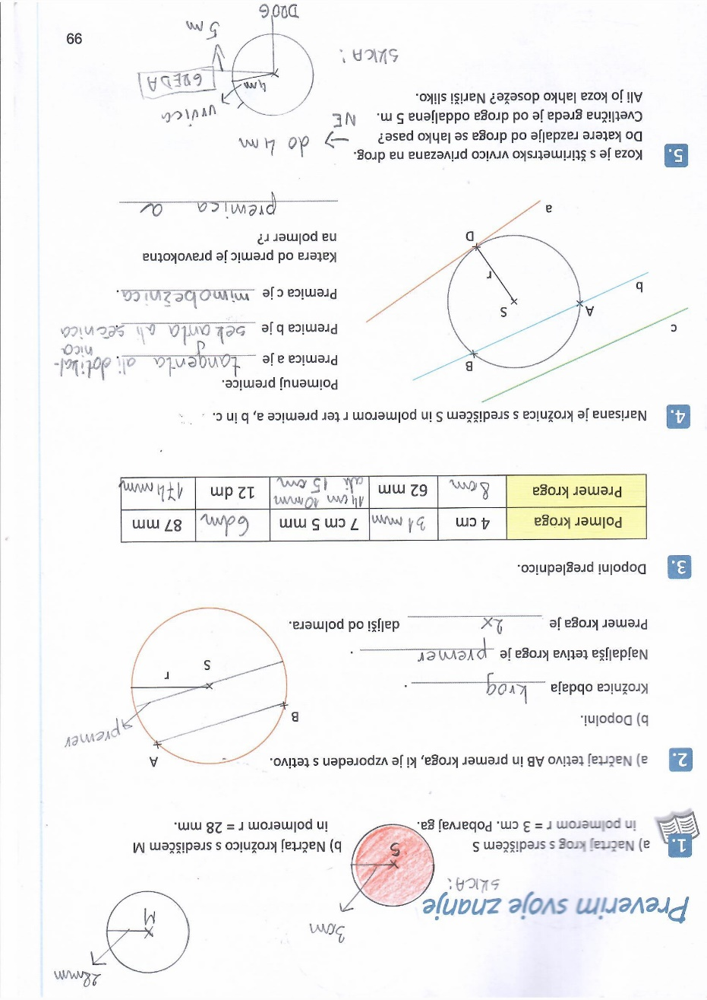 Preverim svoje znanje
SKICA:
3cm
S
28mm
M
1. a) Načrtaj krog s središčem S
in polmerom r = 3 cm. Pobarvaj ga.
b) Načrtaj krožnico s središčem M
in polmerom r = 28 mm.
2. a) Načrtaj tetivo AB in premer kroga, ki je vzporeden s tetivo.
b) Dopolni.
Krožnica obdaja krog.
Najdaljša tetiva kroga je premer.
Premer kroga je 2x daljši od polmera.
A
B
premer
r
S
3. Dopolni preglednico.
Polmer kroga 4 cm 31 mm 7 cm 5 mm 6dm 87 mm
Premer kroga 8 cm 62 mm 14 cm 10mm ali 15 cm 12 dm 174 mm
4. Narisana je krožnica s središčem S in polmerom r ter premice a, b in c.
Poimenuj premice.
Premica a je tangenta ali dotikalnica.
Premica b je sekanta ali sečnica.
Premica c je mimobežnica.
Katera od premic je pravokotna
na polmer r?
premica a
B
c
A
S
b
r
D
a
5. Koza je s štirimetrsko vrvico privezana na drog.
Do katere razdalje od droga se lahko pase? → do 4 m
Cvetlična greda je od droga oddaljena 5 m. NE
Ali jo koza lahko doseže? Nariši sliko.
SKICA:
vrvica
4m
GREDA
5 m
DROG
66